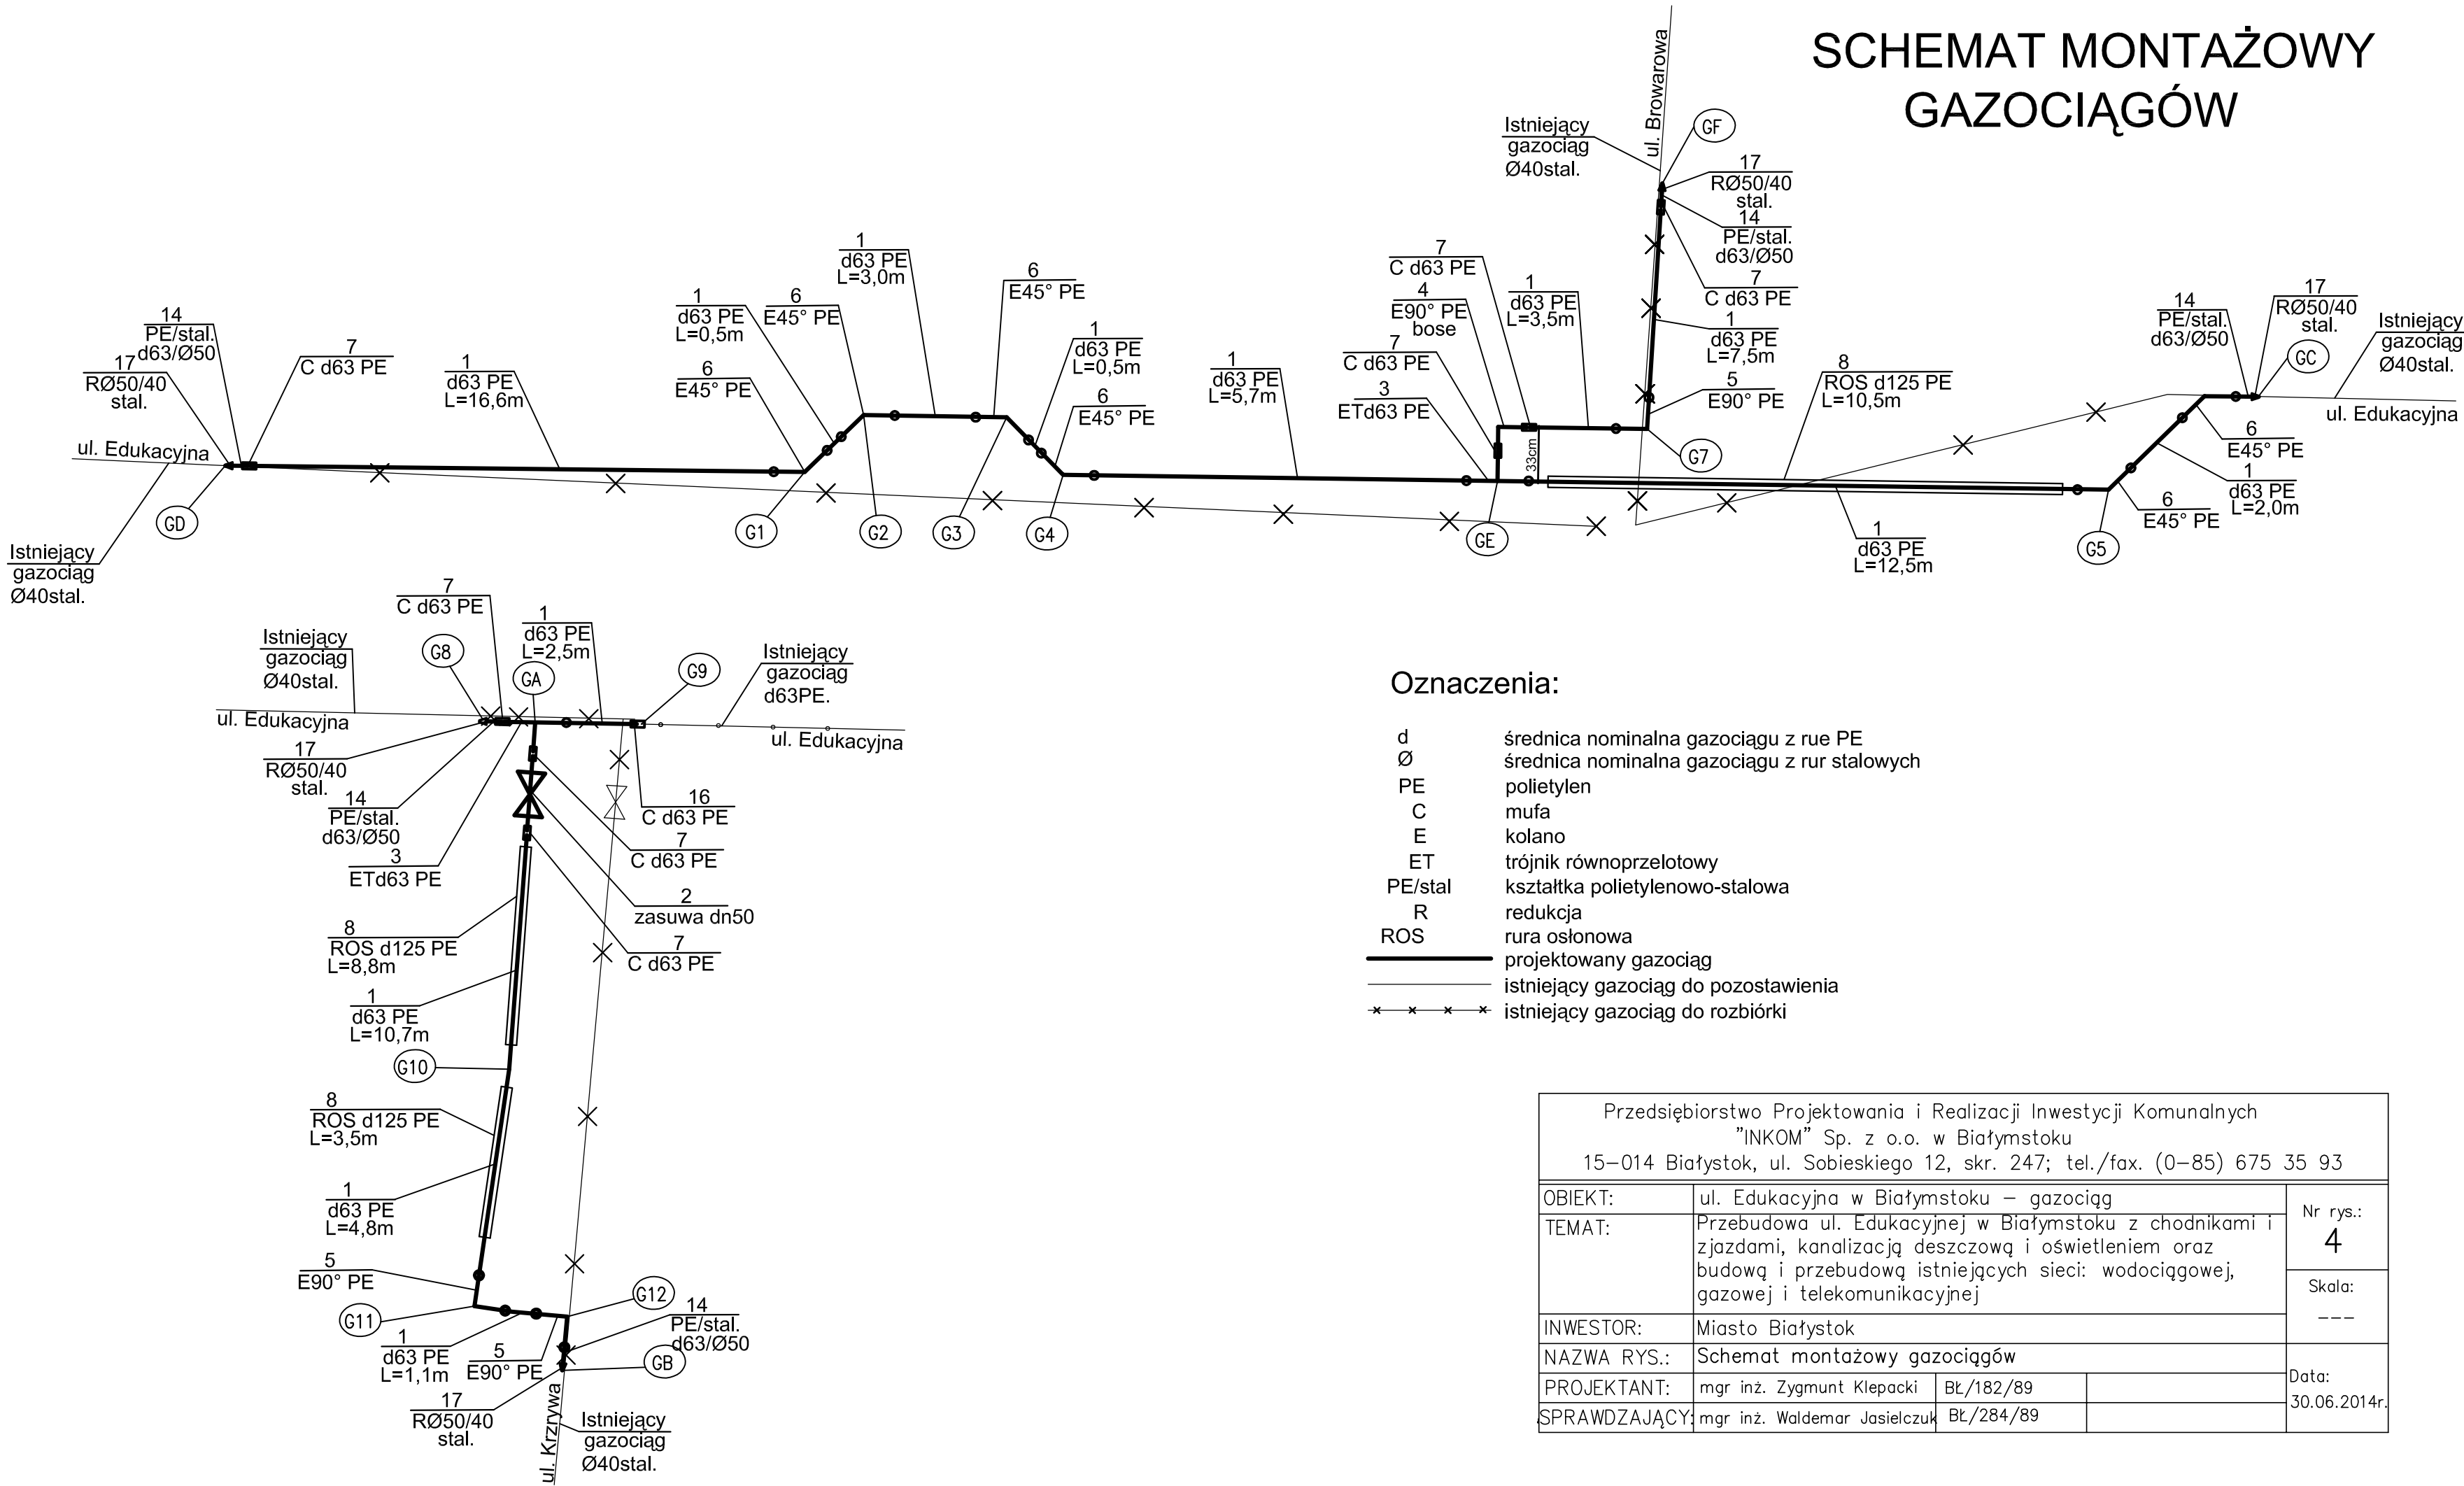 SCHEMAT MONTAŻOWY
GAZOCIĄGÓW
ul. Browarowa
Istniejący
gazociąg
Ø40stal.
GF
17
RØ50/40
stal.
14
PE/stal.
d63/Ø50
7
C d63 PE
1
d63 PE
L=7,5m
5
E90° PE
G7
14
PE/stal.
d63/Ø50
17
RØ50/40
stal.
7
C d63 PE
1
d63 PE
L=16,6m
ul. Edukacyjna
GD
Istniejący
gazociąg
Ø40stal.
1
d63 PE
L=0,5m
6
E45° PE
6
E45° PE
1
d63 PE
L=3,0m
6
E45° PE
1
d63 PE
L=0,5m
6
E45° PE
G1
G2
G3
G4
1
d63 PE
L=5,7m
7
C d63 PE
4
E90° PE
bose
7
C d63 PE
3
ETd63 PE
1
d63 PE
L=3,5m
33cm
GE
8
ROS d125 PE
L=10,5m
1
d63 PE
L=12,5m
14
PE/stal.
d63/Ø50
17
RØ50/40
stal.
GC
Istniejący
gazociąg
Ø40stal.
ul. Edukacyjna
6
E45° PE
1
d63 PE
L=2,0m
6
E45° PE
G5
7
C d63 PE
1
d63 PE
L=2,5m
Istniejący
gazociąg
Ø40stal.
G8
GA
G9
Istniejący
gazociąg
d63PE.
ul. Edukacyjna
ul. Edukacyjna
17
RØ50/40
stal.
14
PE/stal.
d63/Ø50
3
ETd63 PE
16
C d63 PE
7
C d63 PE
2
zasuwa dn50
7
C d63 PE
8
ROS d125 PE
L=8,8m
1
d63 PE
L=10,7m
G10
8
ROS d125 PE
L=3,5m
1
d63 PE
L=4,8m
5
E90° PE
G11
G12
14
PE/stal.
d63/Ø50
GB
1
d63 PE
L=1,1m
5
E90° PE
17
RØ50/40
stal.
ul. Krzrywa
Istniejący
gazociąg
Ø40stal.
Oznaczenia:
d średnica nominalna gazociągu z rue PE
Ø średnica nominalna gazociągu z rur stalowych
PE polietylen
C mufa
E kolano
ET trójnik równoprzelotowy
PE/stal kształtka polietylenowo-stalowa
R redukcja
ROS rura osłonowa
projektowany gazociąg
istniejący gazociąg do pozostawienia
istniejący gazociąg do rozbiórki
Przedsiębiorstwo Projektowania i Realizacji Inwestycji Komunalnych
"INKOM" Sp. z o.o. w Białymstoku
15-014 Białystok, ul. Sobieskiego 12, skr. 247; tel./fax. (0-85) 675 35 93
OBIEKT: ul. Edukacyjna w Białymstoku – gazociąg
TEMAT: Przebudowa ul. Edukacyjnej w Białymstoku z chodnikami i
zjazdami, kanalizacją deszczową i oświetleniem oraz
budową i przebudową istniejących sieci: wodociągowej,
gazowej i telekomunikacyjnej
Nr rys.:
4
Skala:
---
INWESTOR: Miasto Białystok
NAZWA RYS.: Schemat montażowy gazociągów
PROJEKTANT: mgr inż. Zygmunt Klepacki BŁ/182/89
SPRAWDZAJĄCY: mgr inż. Waldemar Jasielczuk BŁ/284/89
Data:
30.06.2014r.